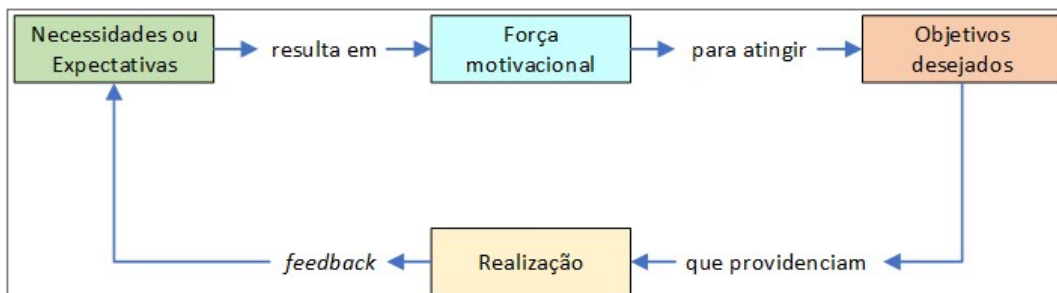 Necessidades ou
Expectativas
resulta em
Força
motivacional
para atingir
Objetivos
desejados
que providenciam
Realização
feedback